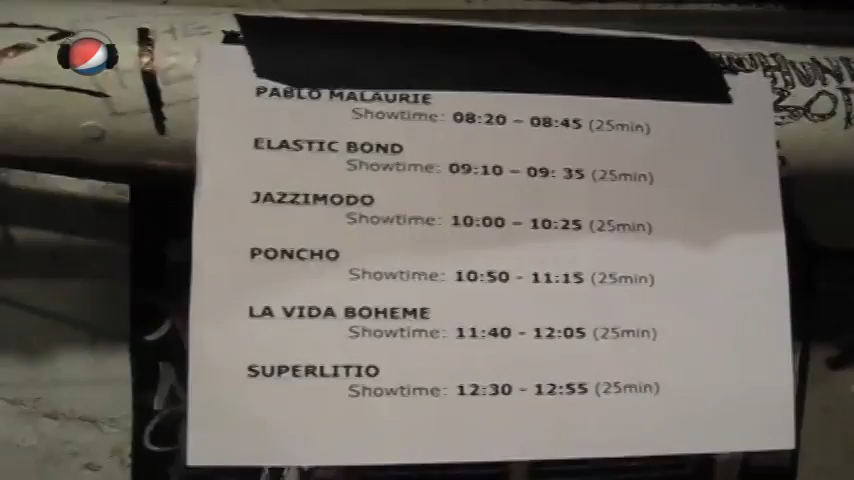 PABLO MALAURIE
Showtime: 08:20 – 08:45 (25min)
ELASTIC BOND
Showtime: 09:10 – 09: 35 (25min)
JAZZIMODO
Showtime: 10:00 – 10:25 (25min)
PONCHO
Showtime: 10:50 - 11:15 (25min)
LA VIDA BOHEME
Showtime: 11:40 - 12:05 (25min)
SUPERLITIO
Showtime: 12:30 - 12:55 (25min)